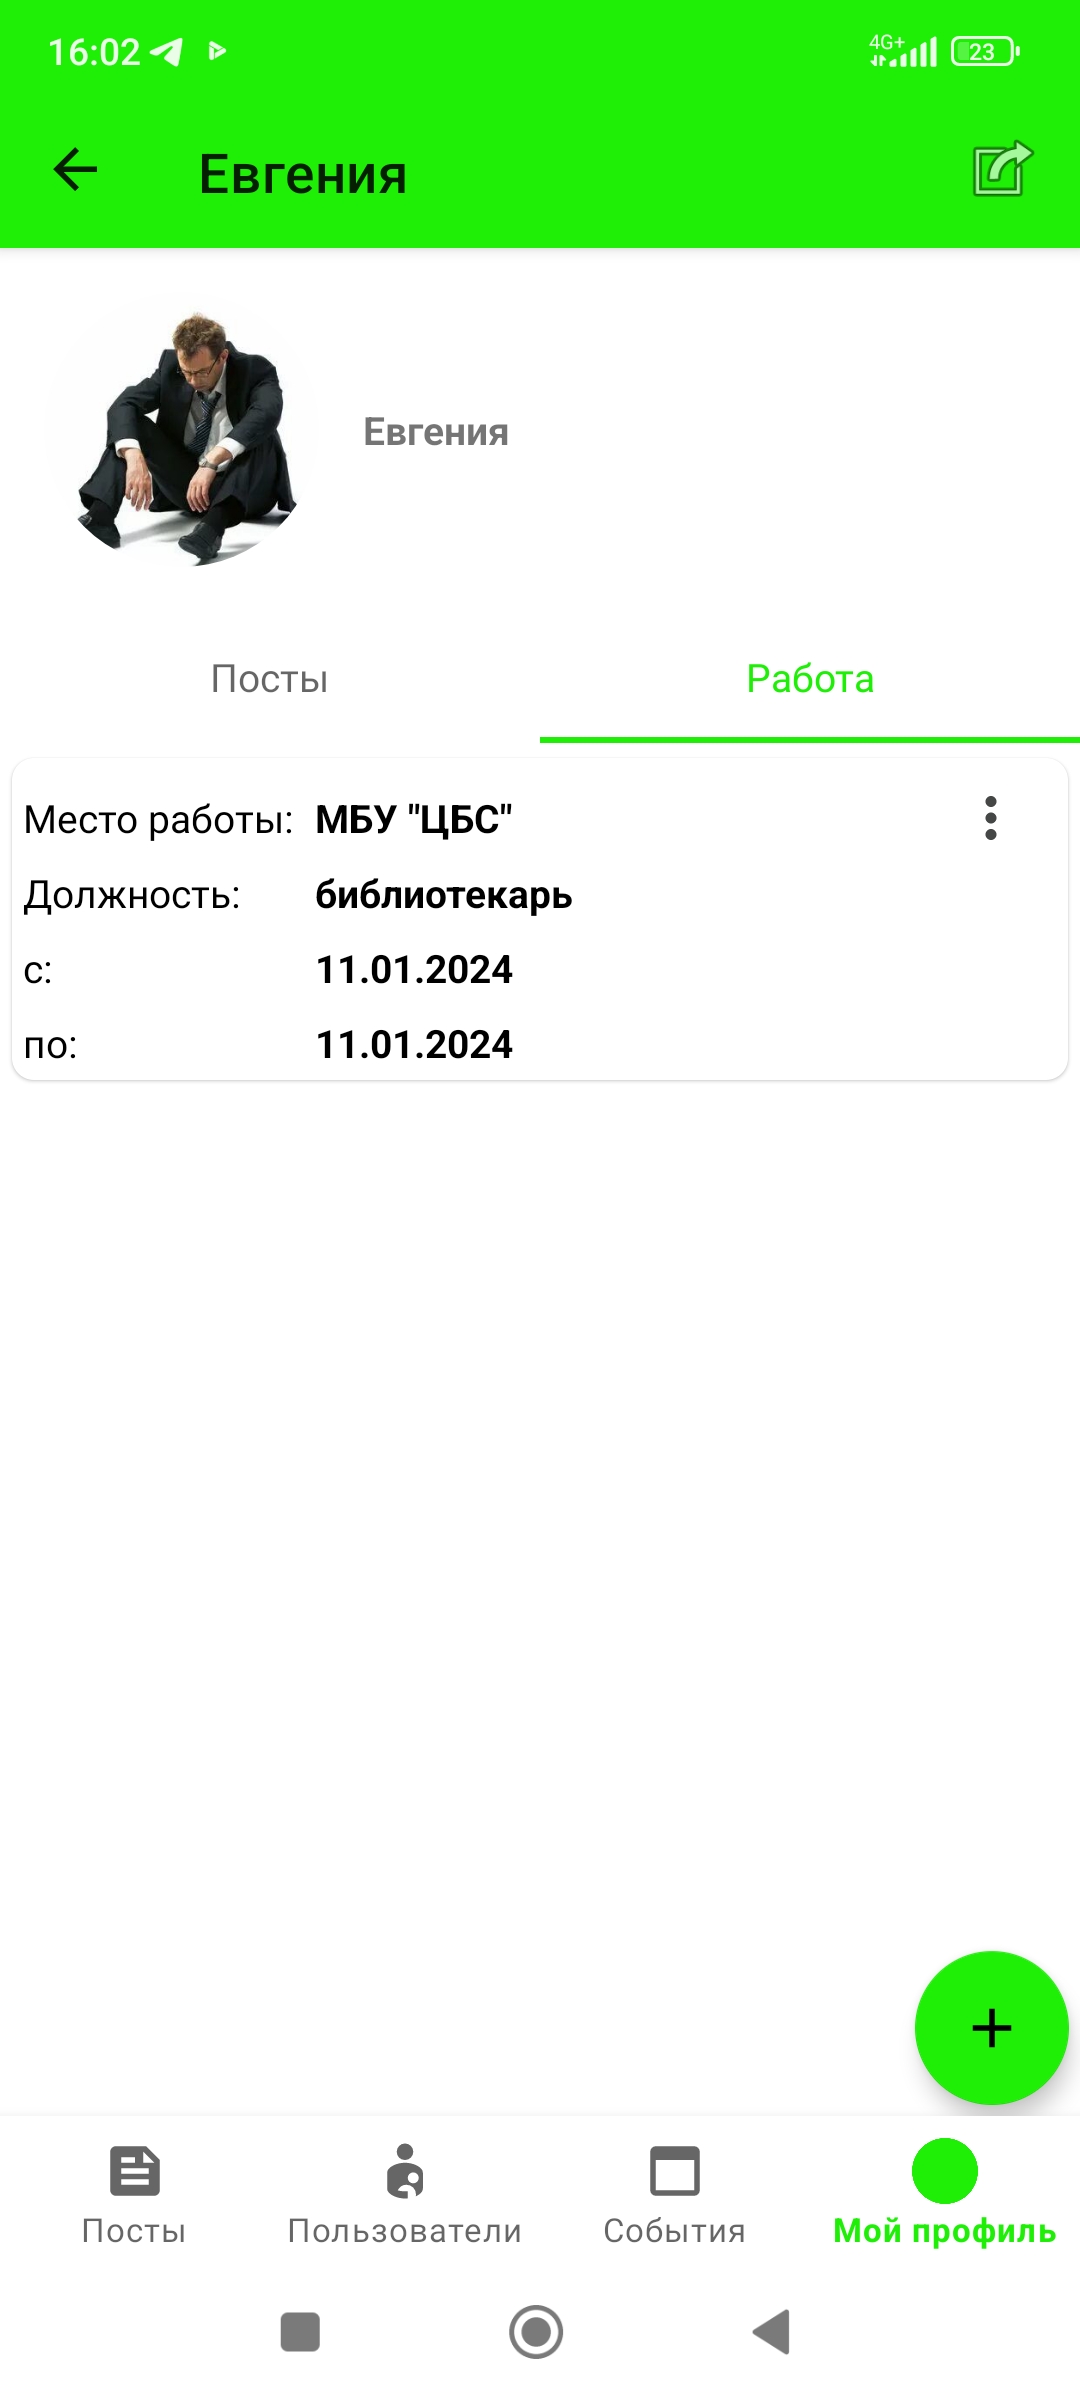 16:02 4G+ 23
Евгения
Евгения
Посты Работа
Место работы: МБУ "ЦБС"
Должность: библиотекарь
с: 11.01.2024
по: 11.01.2024
Посты Пользователи События Мой профиль